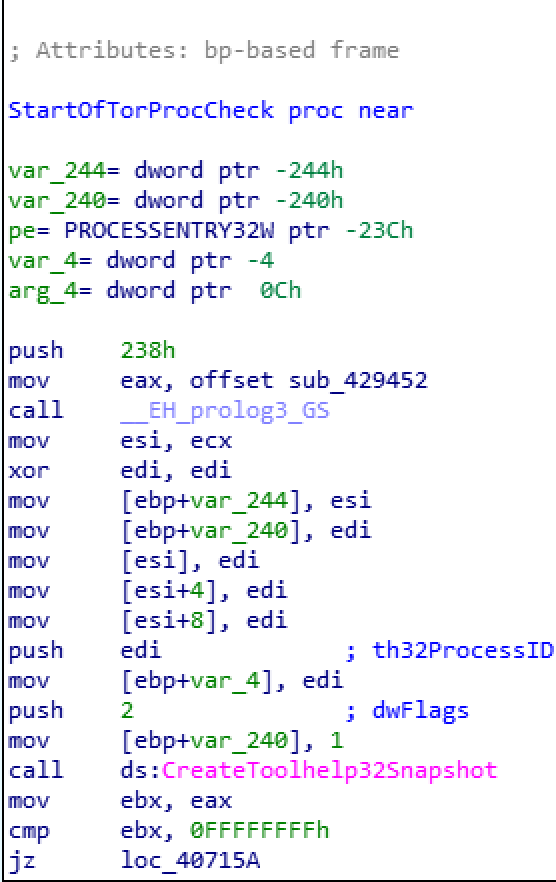 ; Attributes: bp-based frame
StartOfTorProcCheck proc near
var_244= dword ptr -244h
var_240= dword ptr -240h
pe= PROCESSENTRY32W ptr -23Ch
var_4= dword ptr -4
arg_4= dword ptr  0Ch
push    238h
mov     eax, offset sub_429452
call    __EH_prolog3_GS
mov     esi, ecx
xor     edi, edi
mov     [ebp+var_244], esi
mov     [ebp+var_240], edi
mov     [esi], edi
mov     [esi+4], edi
mov     [esi+8], edi
push    edi             ; th32ProcessID
mov     [ebp+var_4], edi
push    2               ; dwFlags
mov     [ebp+var_240], 1
call    ds:CreateToolhelp32Snapshot
mov     ebx, eax
cmp     ebx, 0FFFFFFFFh
jz      loc_40715A